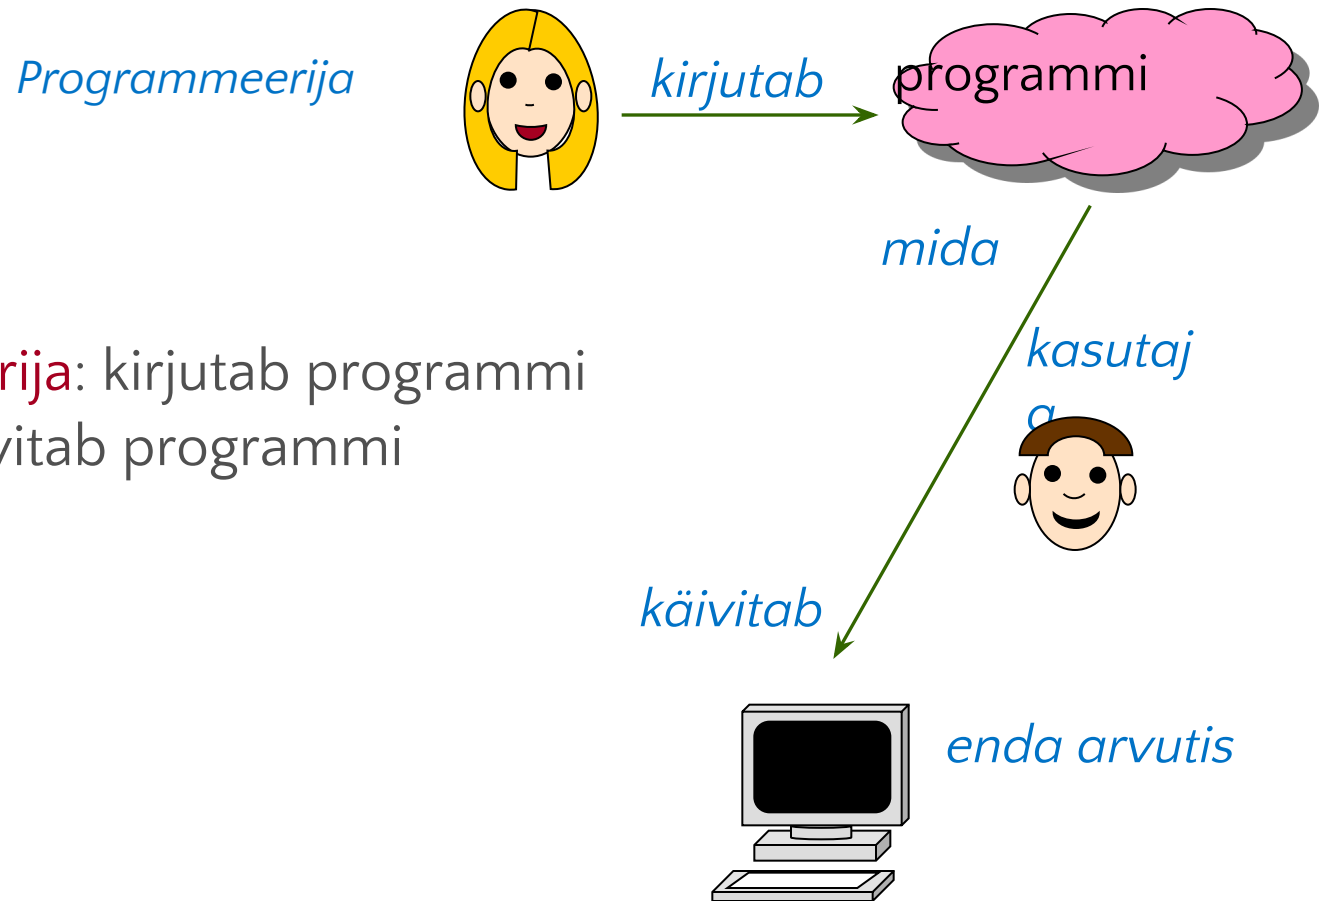 Programmeerija
kirjutab
programmi
mida
kasutaj
a
rija: kirjutab programmi
vitab programmi
käivitab
enda arvutis